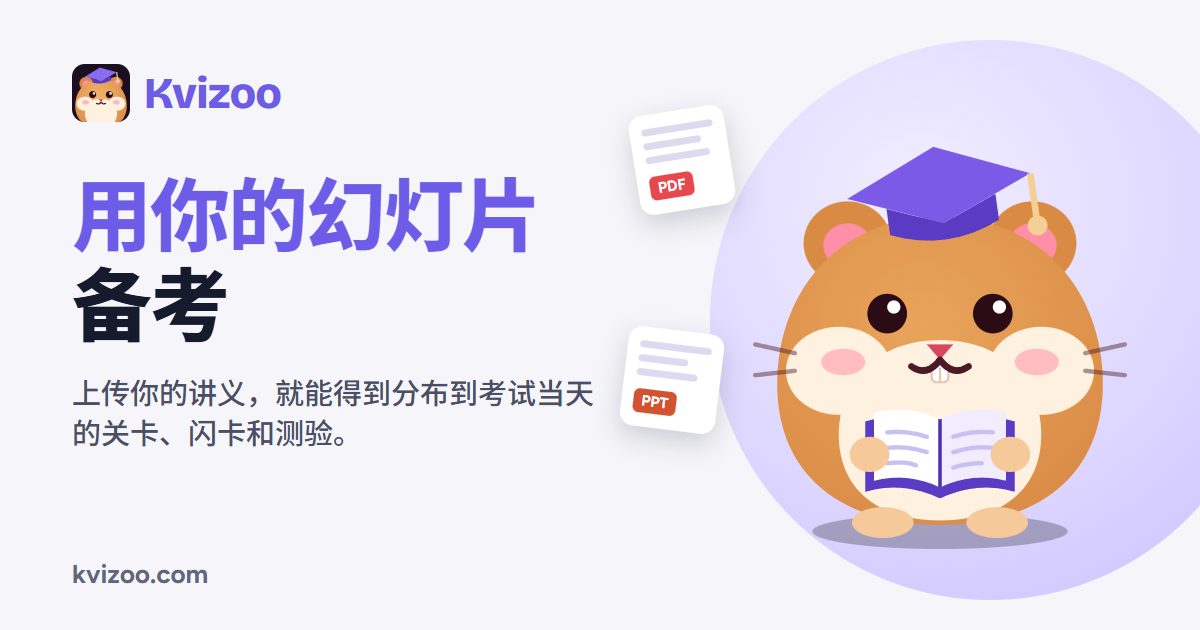 Kvizoo
用你的幻灯片
备考
上传你的讲义，就能得到分布到考试当天
的关卡、闪卡和测验。
kvizoo.com
PDF
PPT